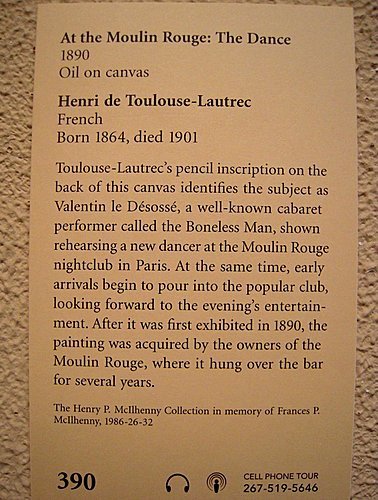 At the Moulin Rouge: The Dance
1890
Oil on canvas
Henri de Toulouse-Lautrec
French
Born 1864, died 1901
Toulouse-Lautrec's pencil inscription on the
back of this canvas identifies the subject as
Valentin le Désossé, a well-known cabaret
performer called the Boneless Man, shown
rehearsing a new dancer at the Moulin Rouge
nightclub in Paris. At the same time, early
arrivals begin to pour into the popular club,
looking forward to the evening's entertain-
ment. After it was first exhibited in 1890, the
painting was acquired by the owners of the
Moulin Rouge, where it hung over the bar
for several years.
The Henry P. McIlhenny Collection in memory of Frances P.
McIlhenny, 1986-26-32
390
CELL PHONE TOUR
267-519-5646